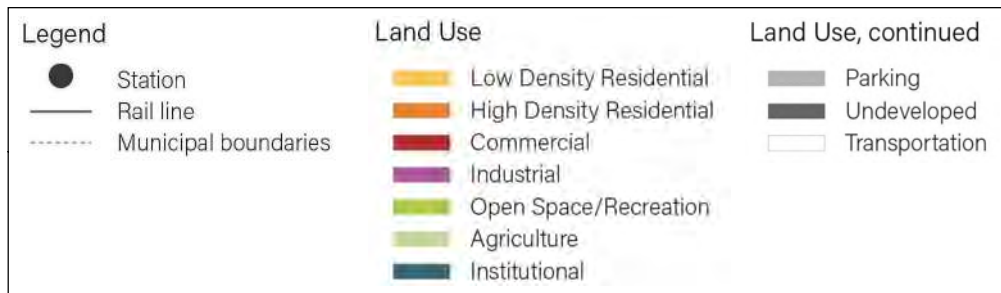 Legend
Station
Rail line
Municipal boundaries
Land Use
Low Density Residential
High Density Residential
Commercial
Industrial
Open Space/Recreation
Agriculture
Institutional
Land Use, continued
Parking
Undeveloped
Transportation